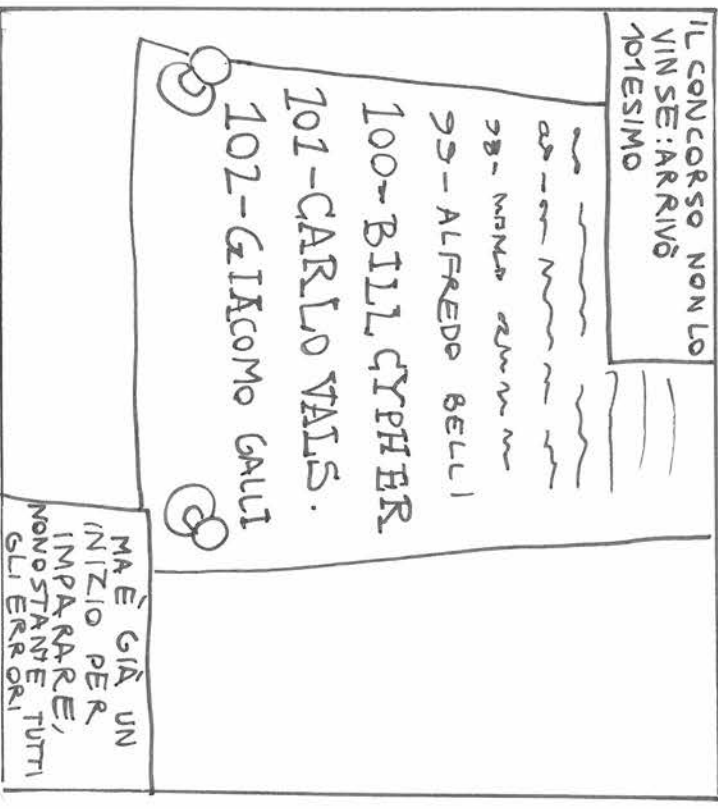 IL CONCORSO NON LO
VINSE: ARRIVÒ
101ESIMO
99-ALFREDO BELLI
100-BILL CYPHER
101-CARLO VALS.
102-GIACOMO GALLI
MA È GIÀ UN
INIZIO PER
IMPARARE,
NONOSTANTE TUTTI
GLI ERRORI